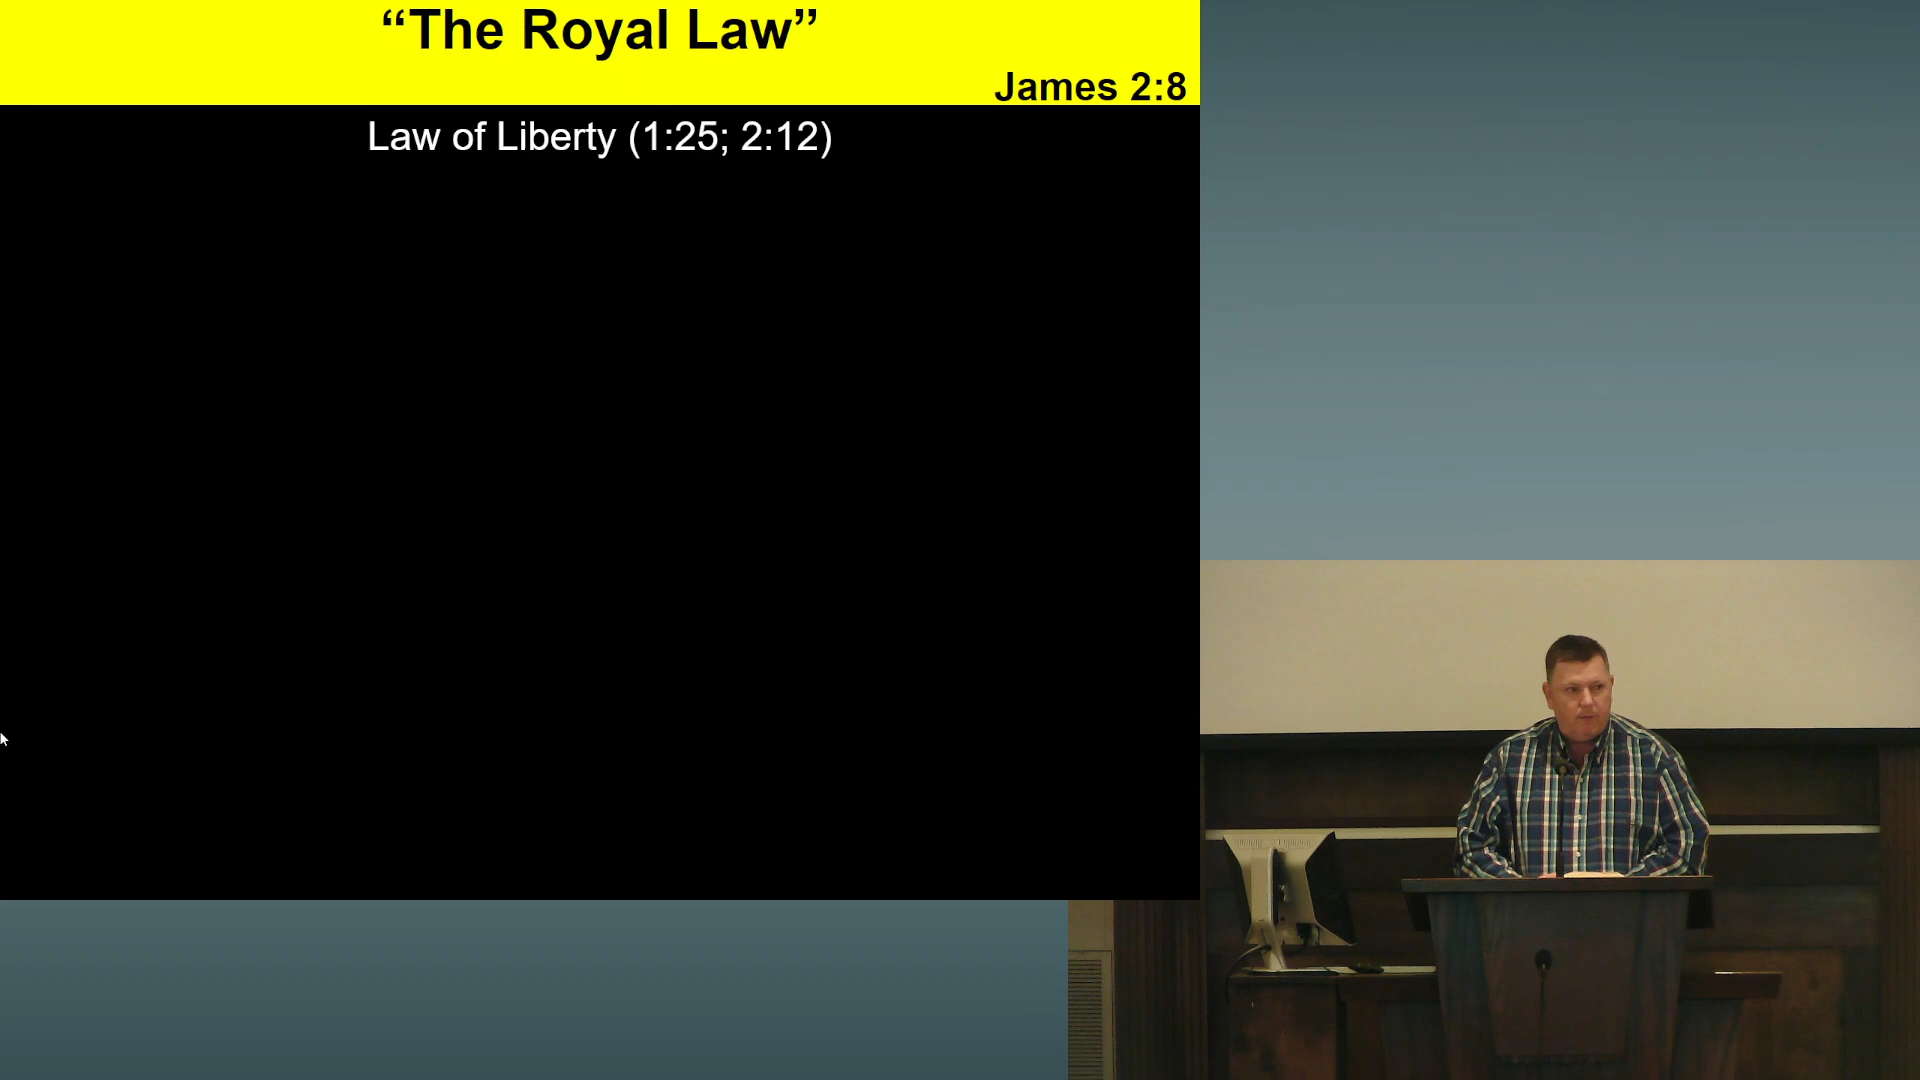 “The Royal Law”
James 2:8
Law of Liberty (1:25; 2:12)